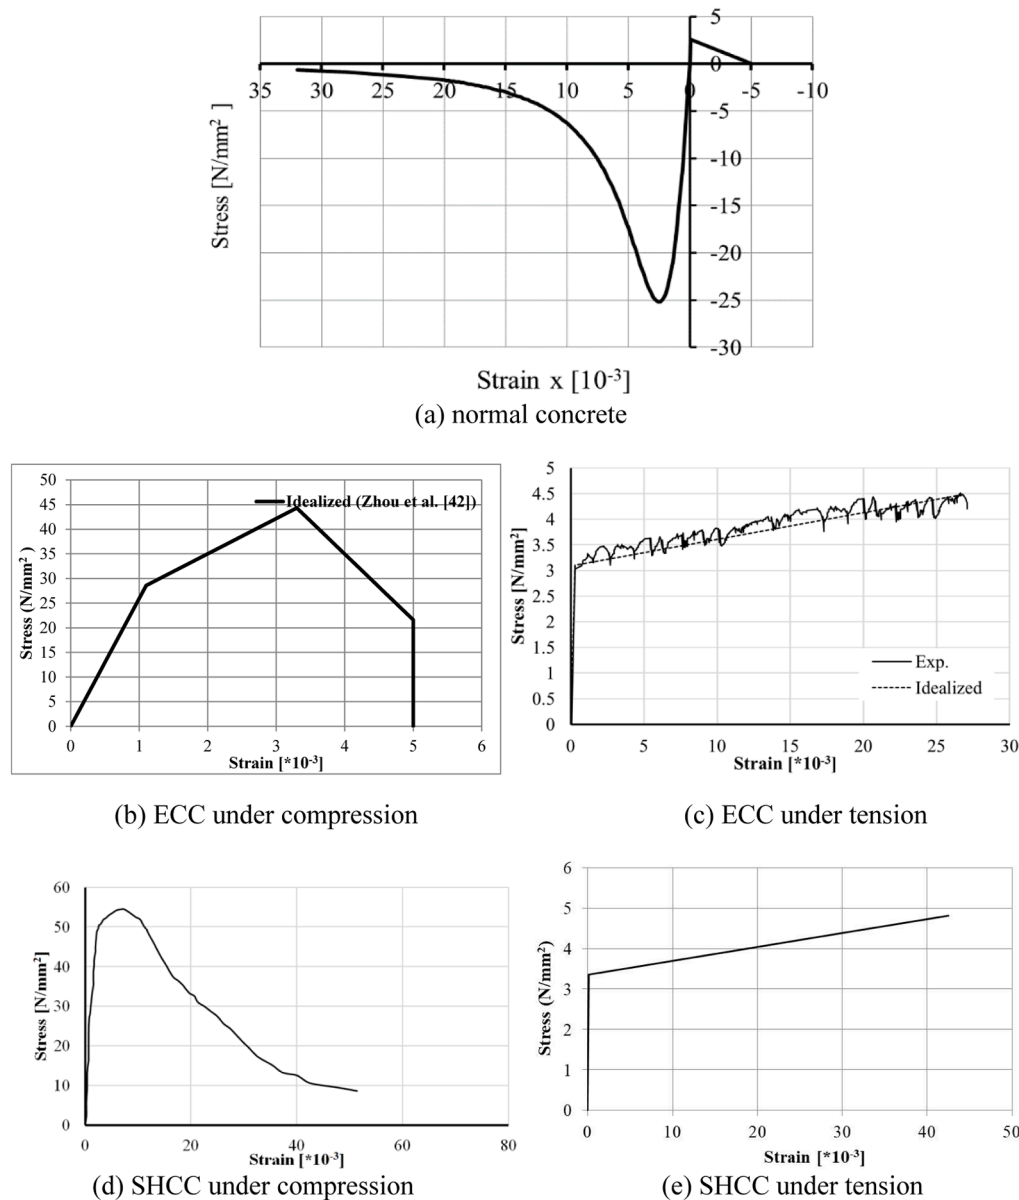 5
0
35 30 25 20 15 10 5 0 -5 -10
-5
-10
-15
-20
-25
-30
Stress [N/mm²]
Strain x [10⁻³]
(a) normal concrete
50
45
40
35
30
25
20
15
10
5
0
Stress (N/mm²)
Idealized (Zhou et al. [42])
0 1 2 3 4 5 6
Strain [*10⁻³]
(b) ECC under compression
5
4.5
4
3.5
3
2.5
2
1.5
1
0.5
0
Stress [N/mm²]
Exp.
Idealized
0 5 10 15 20 25 30
Strain [*10⁻³]
(c) ECC under tension
60
50
40
30
20
10
0
Stress [N/mm²]
0 20 40 60 80
Strain [*10⁻³]
(d) SHCC under compression
6
5
4
3
2
1
0
Stress (N/mm²)
0 10 20 30 40 50
Strain [*10⁻³]
(e) SHCC under tension